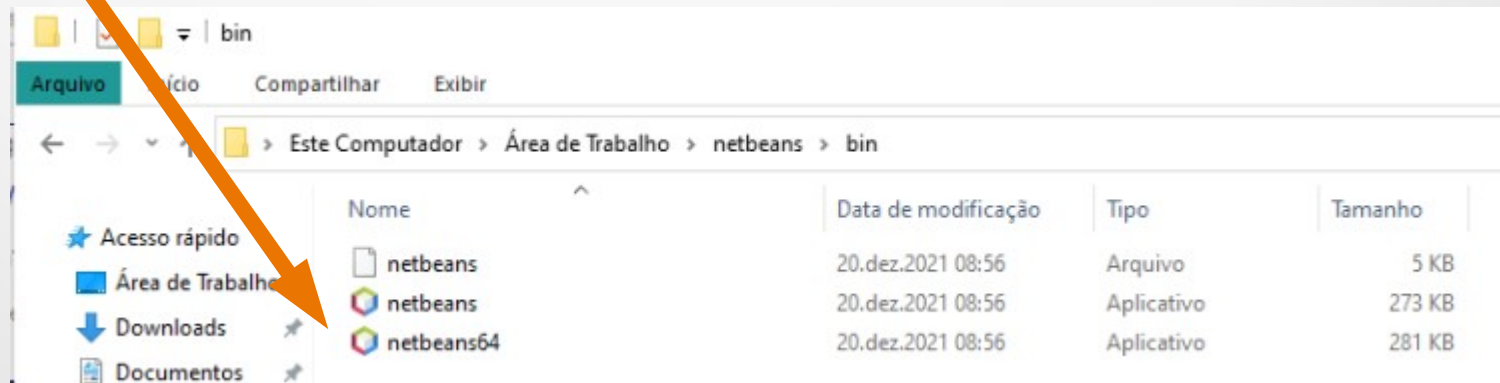 bin
Arquivo Início Compartilhar Exibir
Este Computador > Área de Trabalho > netbeans > bin
Nome Data de modificação Tipo Tamanho
Acesso rápido
netbeans 20.dez.2021 08:56 Arquivo 5 KB
Área de Trabalho
netbeans 20.dez.2021 08:56 Aplicativo 273 KB
Downloads
netbeans64 20.dez.2021 08:56 Aplicativo 281 KB
Documentos